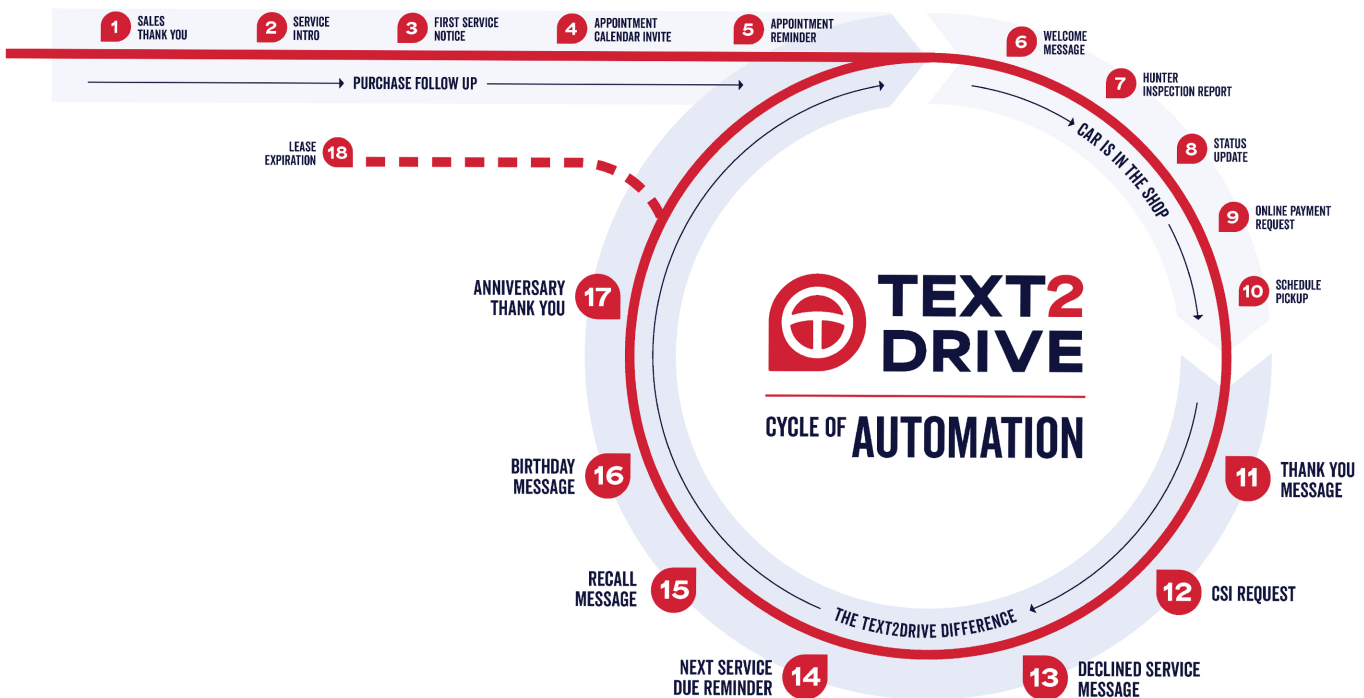 1 SALES
THANK YOU
2 SERVICE
INTRO
3 FIRST SERVICE
NOTICE
4 APPOINTMENT
CALENDAR INVITE
5 APPOINTMENT
REMINDER
PURCHASE FOLLOW UP
6 WELCOME
MESSAGE
7 HUNTER
INSPECTION REPORT
8 STATUS
UPDATE
9 ONLINE PAYMENT
REQUEST
10 SCHEDULE
PICKUP
CAR IS IN THE SHOP
TEXT2
DRIVE
CYCLE OF AUTOMATION
11 THANK YOU
MESSAGE
12 CSI REQUEST
13 DECLINED SERVICE
MESSAGE
THE TEXT2DRIVE DIFFERENCE
NEXT SERVICE
DUE REMINDER 14
RECALL
MESSAGE 15
BIRTHDAY
MESSAGE 16
ANNIVERSARY
THANK YOU 17
LEASE
EXPIRATION 18